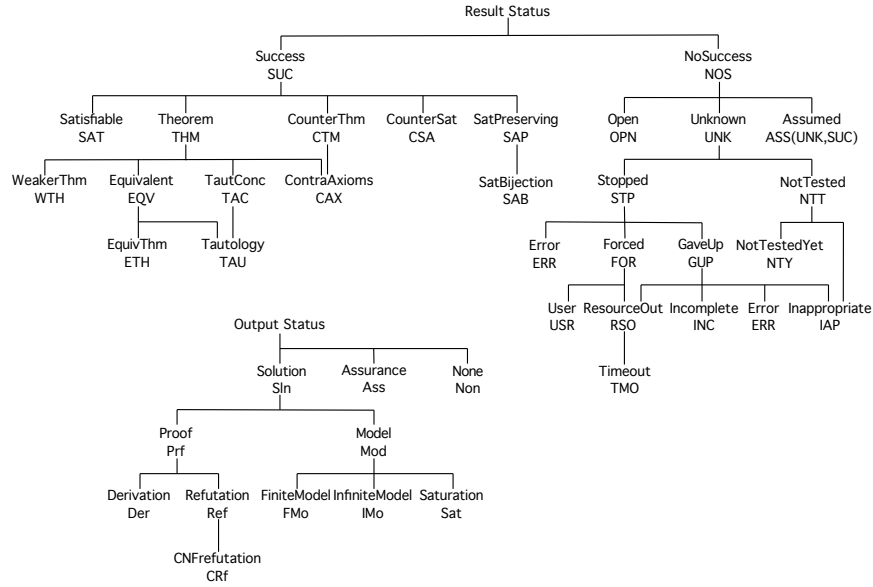 Result Status
Success NoSuccess
SUC NOS
Satisfiable Theorem CounterThm CounterSat SatPreserving Open Unknown Assumed
SAT THM CTM CSA SAP OPN UNK ASS(UNK,SUC)
WeakerThm Equivalent TautConc ContraAxioms SatBijection Stopped NotTested
WTH EQV TAC CAX SAB STP NTT
EquivThm Tautology Error Forced GaveUp NotTestedYet
ETH TAU ERR FOR GUP NTY
User ResourceOut Incomplete Error Inappropriate
USR RSO INC ERR IAP
Timeout
TMO
Output Status
Solution Assurance None
Sln Ass Non
Proof Model
Prf Mod
Derivation Refutation FiniteModel InfiniteModel Saturation
Der Ref FMo IMo Sat
CNFrefutation
CRf